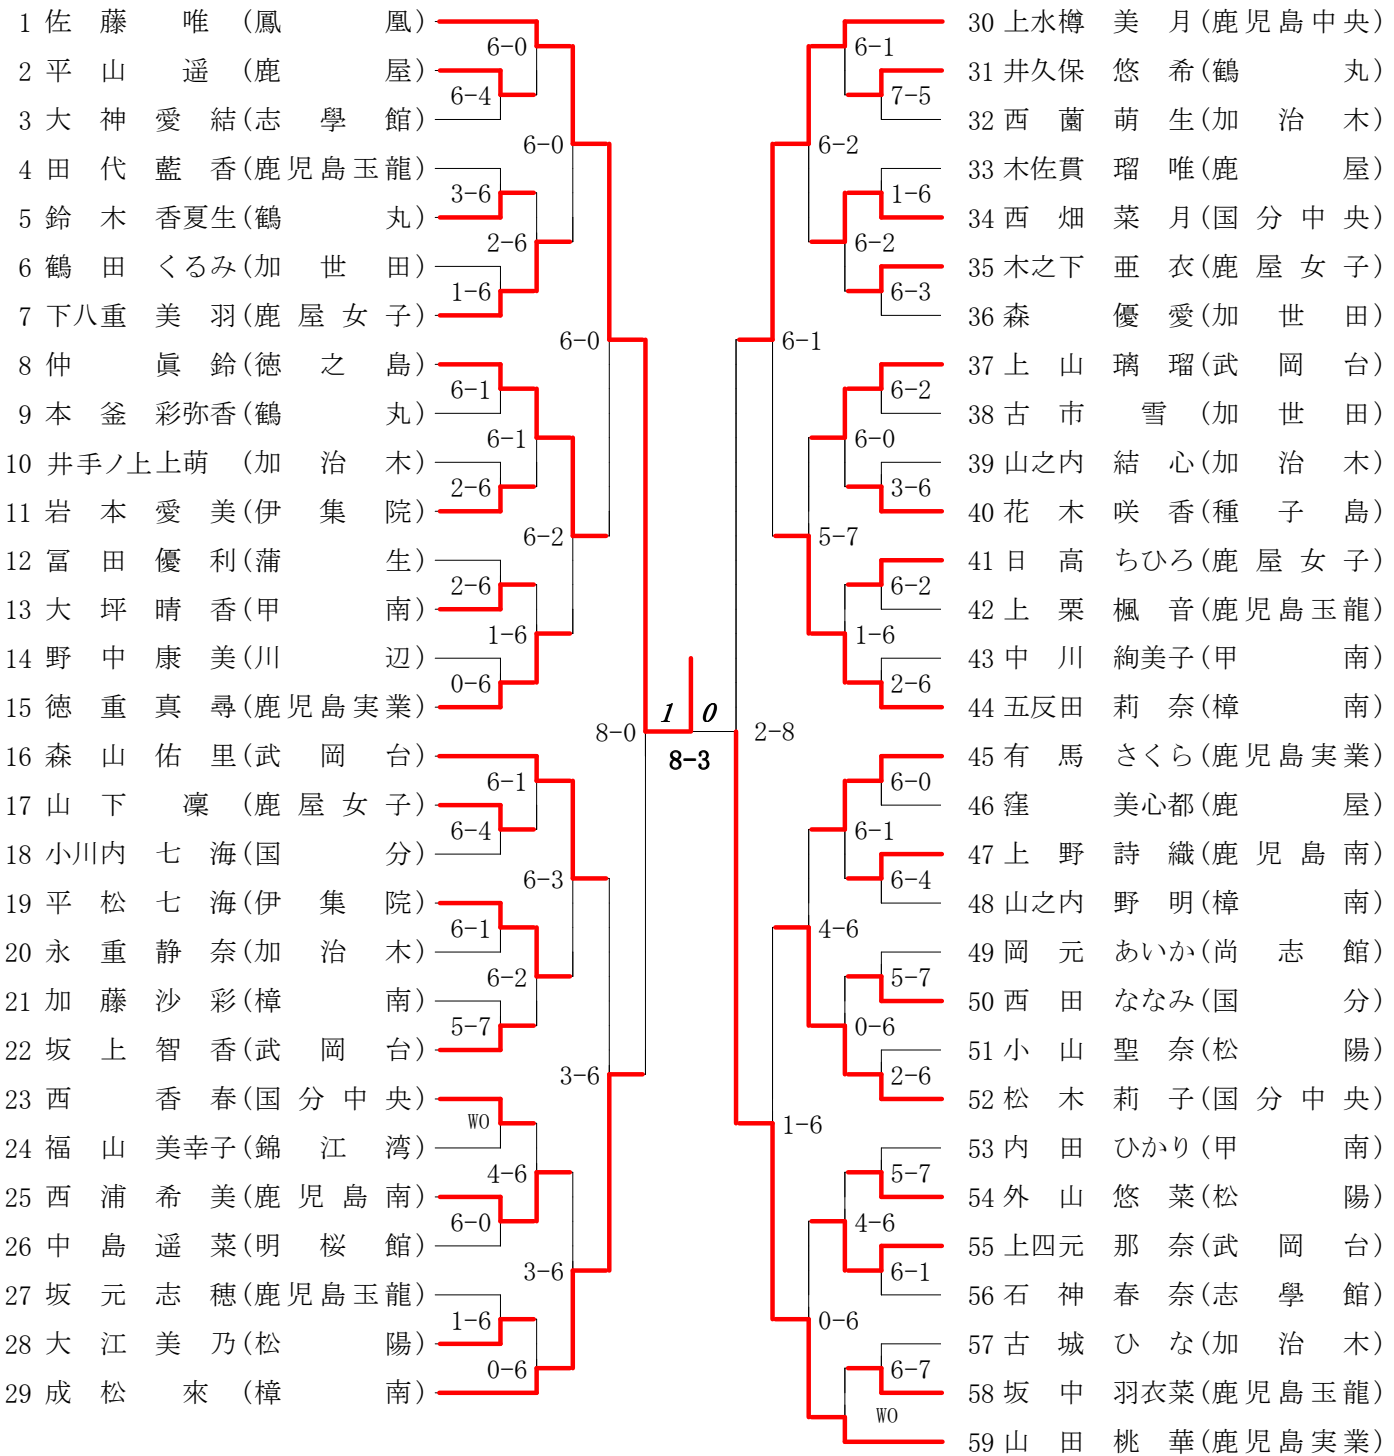 1 佐藤 唯 (鳳凰)
2 平山 遥 (鹿屋)
3 大神愛結(志學館)
4 田代藍香(鹿児島玉龍)
5 鈴木香夏生(鶴丸)
6 鶴田くるみ(加世田)
7 下八重美羽(鹿屋女子)
8 仲 眞鈴(徳之島)
9 本釜彩弥香(鶴丸)
10 井手ノ上上萌 (加治木)
11 岩本愛美(伊集院)
12 冨田優利(蒲生)
13 大坪晴香(甲南)
14 野中康美(川辺)
15 徳重真尋(鹿児島実業)
16 森山佑里(武岡台)
17 山下 凜 (鹿屋女子)
18 小川内七海(国分)
19 平松七海(伊集院)
20 永重静奈(加治木)
21 加藤沙彩(樟南)
22 坂上智香(武岡台)
23 西 香春(国分中央)
24 福山美幸子(錦江湾)
25 西浦希美(鹿児島南)
26 中島遥菜(明桜館)
27 坂元志穂(鹿児島玉龍)
28 大江美乃(松陽)
29 成松 來 (樟南)
6-0
6-4
6-0
3-6
2-6
1-6
6-0
6-1
6-1
2-6
6-2
2-6
1-6
0-6
8-0
6-1
6-4
6-3
6-1
6-2
5-7
3-6
WO
4-6
6-0
3-6
1-6
0-6
1 0
8-3
6-1
7-5
6-2
1-6
6-2
6-3
6-1
6-2
6-0
3-6
5-7
6-2
1-6
2-6
2-8
6-0
6-1
6-4
4-6
5-7
0-6
2-6
1-6
5-7
4-6
6-1
0-6
6-7
WO
30 上水樽美月(鹿児島中央)
31 井久保悠希(鶴丸)
32 西薗萌生(加治木)
33 木佐貫瑠唯(鹿屋)
34 西畑菜月(国分中央)
35 木之下亜衣(鹿屋女子)
36 森 優愛(加世田)
37 上山璃瑠(武岡台)
38 古市 雪 (加世田)
39 山之内結心(加治木)
40 花木咲香(種子島)
41 日高ちひろ(鹿屋女子)
42 上栗楓音(鹿児島玉龍)
43 中川絢美子(甲南)
44 五反田莉奈(樟南)
45 有馬さくら(鹿児島実業)
46 窪 美心都(鹿屋)
47 上野詩織(鹿児島南)
48 山之内野明(樟南)
49 岡元あいか(尚志館)
50 西田ななみ(国分)
51 小山聖奈(松陽)
52 松木莉子(国分中央)
53 内田ひかり(甲南)
54 外山悠菜(松陽)
55 上四元那奈(武岡台)
56 石神春奈(志學館)
57 古城ひな(加治木)
58 坂中羽衣菜(鹿児島玉龍)
59 山田桃華(鹿児島実業)